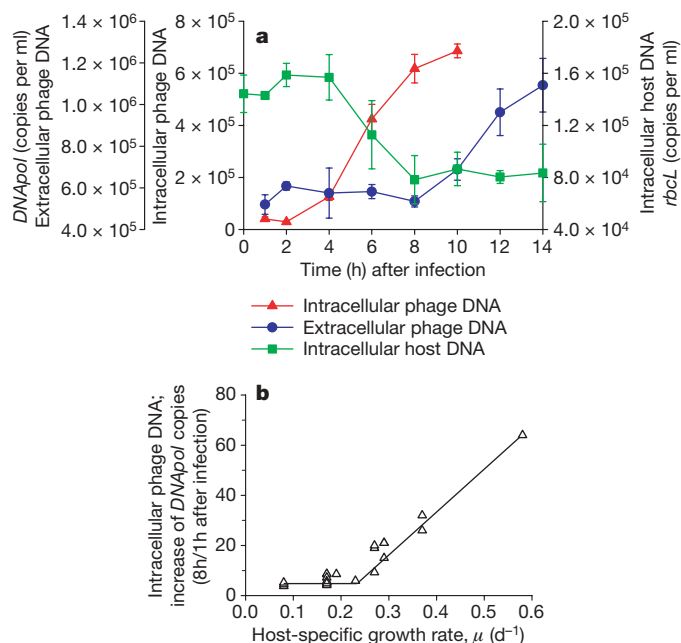 a
DNApol (copies per ml)
Extracellular phage DNA
1.4 × 10⁶
1.2 × 10⁶
1.0 × 10⁶
8.0 × 10⁵
6.0 × 10⁵
4.0 × 10⁵
Intracellular phage DNA
8 × 10⁵
6 × 10⁵
4 × 10⁵
2 × 10⁵
0
2.0 × 10⁵
1.6 × 10⁵
1.2 × 10⁵
8.0 × 10⁴
4.0 × 10⁴
Intracellular host DNA
rbcL (copies per ml)
0 2 4 6 8 10 12 14
Time (h) after infection
Intracellular phage DNA
Extracellular phage DNA
Intracellular host DNA
b
Intracellular phage DNA;
increase of DNApol copies
(8h/1h after infection)
80
60
40
20
0
0.0 0.1 0.2 0.3 0.4 0.5 0.6
Host-specific growth rate, μ (d⁻¹)